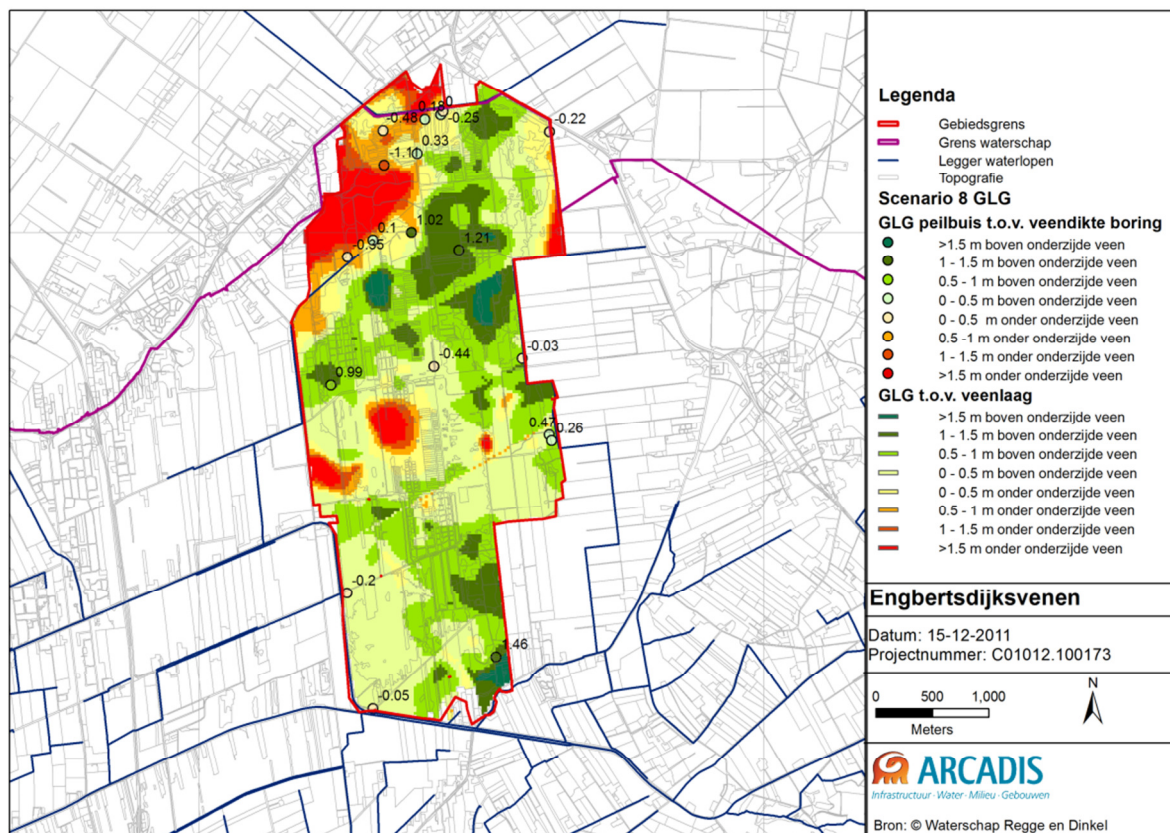 0
0.18
-0.25
-0.48
-0.22
0.33
-1.11
1.02
0.1
1.21
-0.95
-0.03
-0.44
0.99
0.47
0.26
-0.2
1.46
-0.05
Legenda
Gebiedsgrens
Grens waterschap
Legger waterlopen
Topografie
Scenario 8 GLG
GLG peilbuis t.o.v. veendikte boring
>1.5 m boven onderzijde veen
1 - 1.5 m boven onderzijde veen
0.5 - 1 m boven onderzijde veen
0 - 0.5 m boven onderzijde veen
0 - 0.5 m onder onderzijde veen
0.5 -1 m onder onderzijde veen
1 - 1.5 m onder onderzijde veen
>1.5 m onder onderzijde veen
GLG t.o.v. veenlaag
>1.5 m boven onderzijde veen
1 - 1.5 m boven onderzijde veen
0.5 - 1 m boven onderzijde veen
0 - 0.5 m boven onderzijde veen
0 - 0.5 m onder onderzijde veen
0.5 - 1 m onder onderzijde veen
1 - 1.5 m onder onderzijde veen
>1.5 m onder onderzijde veen
Engbertsdijksvenen
Datum: 15-12-2011
Projectnummer: C01012.100173
0 500 1,000
Meters
N
ARCADIS
Infrastructuur · Water · Milieu · Gebouwen
Bron: © Waterschap Regge en Dinkel